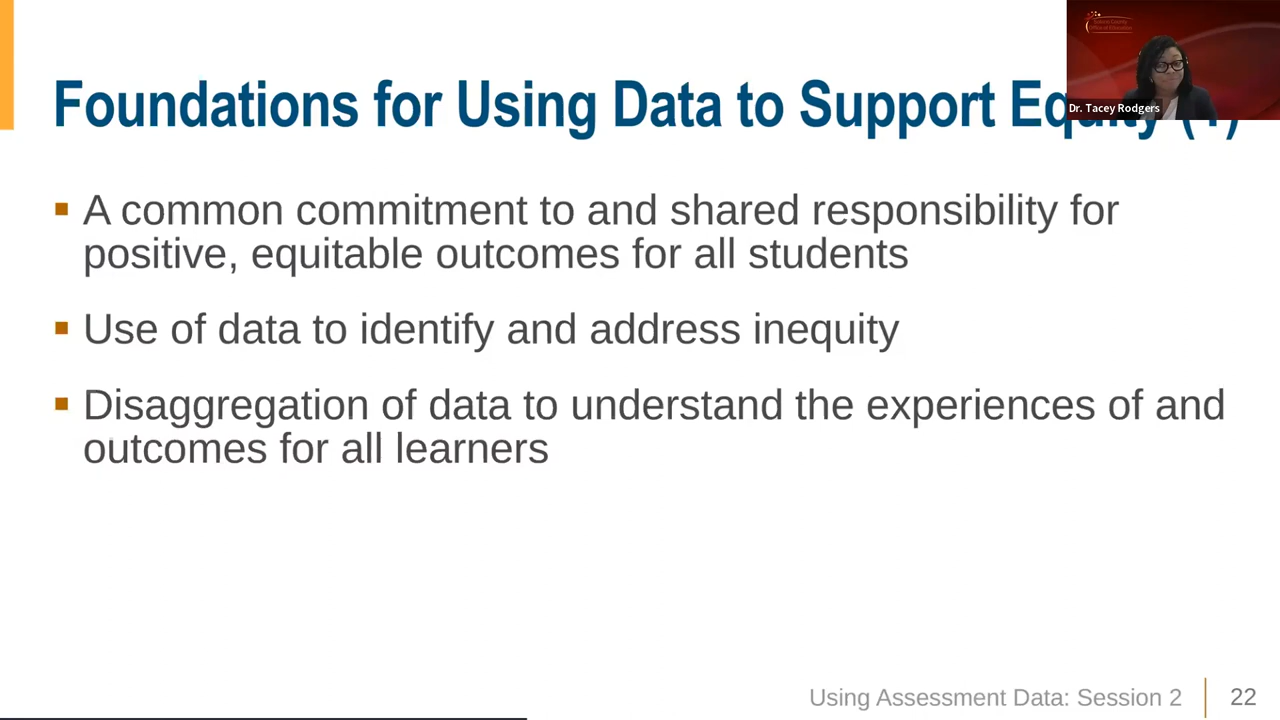 Foundations for Using Data to Support Equity (1)
Dr. Tacey Rodgers
▪ A common commitment to and shared responsibility for
positive, equitable outcomes for all students
▪ Use of data to identify and address inequity
▪ Disaggregation of data to understand the experiences of and
outcomes for all learners
Using Assessment Data: Session 2
22